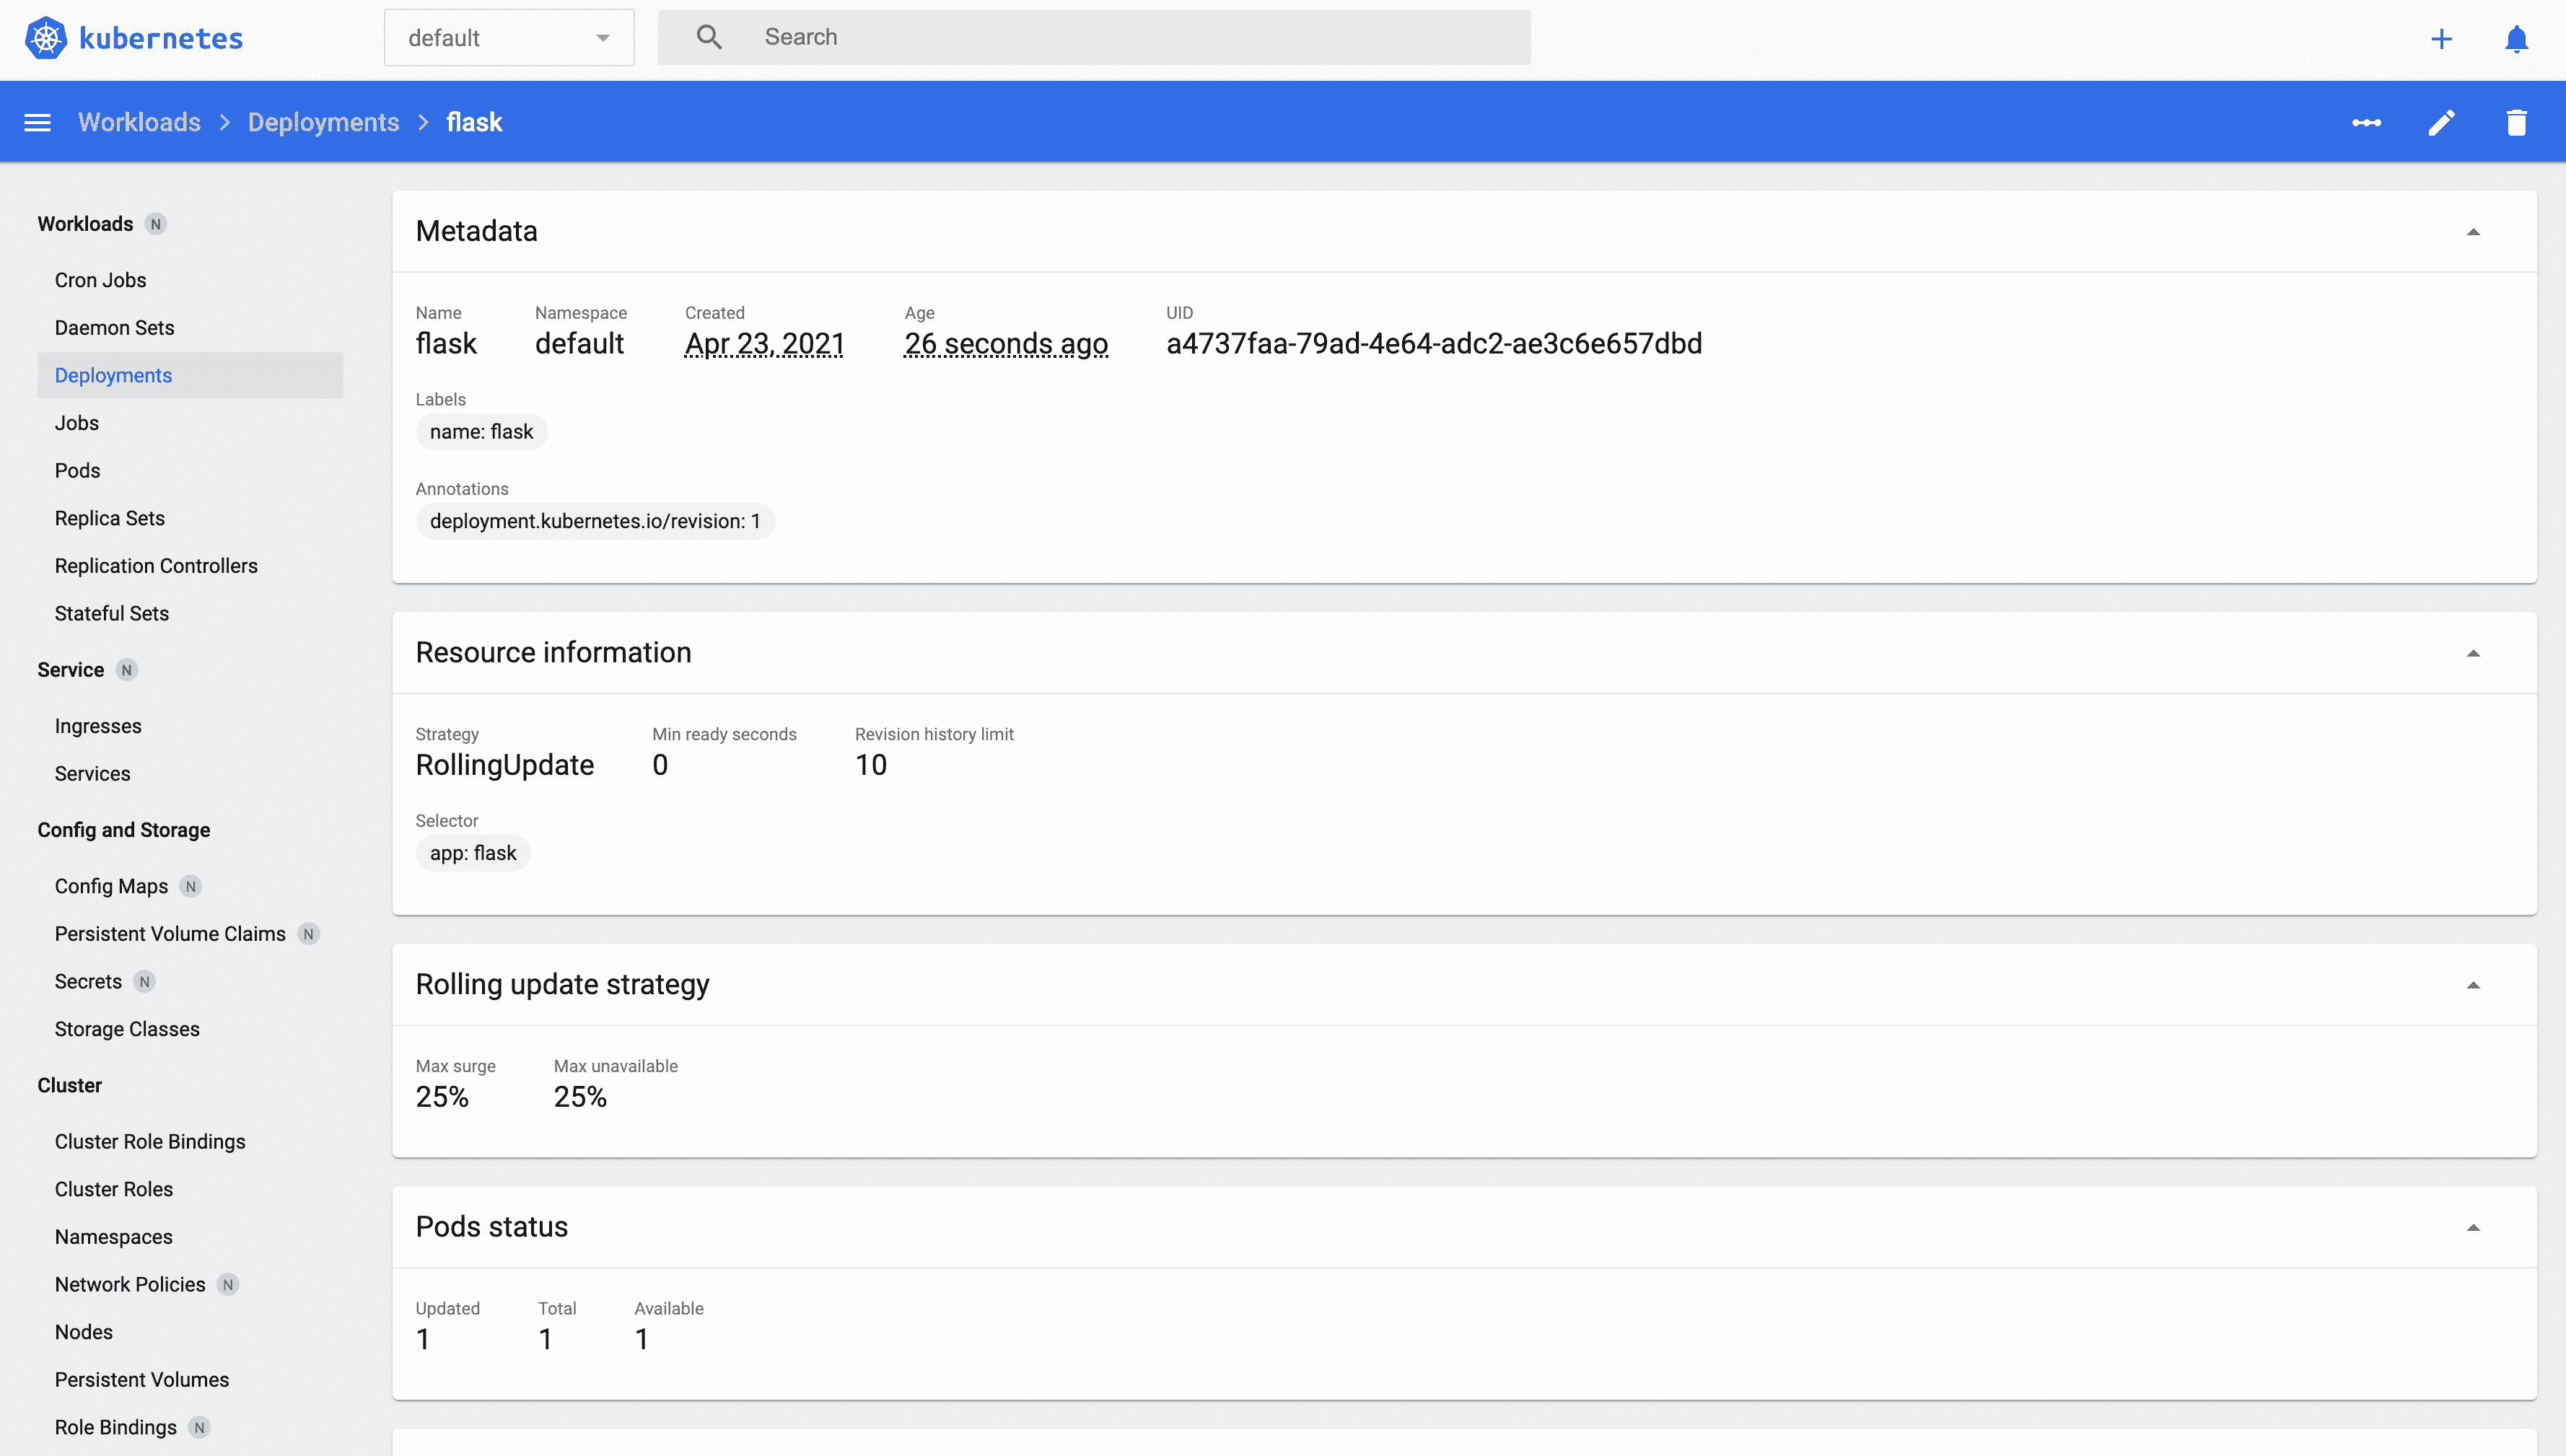 kubernetes
default
Search
Workloads > Deployments > flask
Workloads N
Cron Jobs
Daemon Sets
Deployments
Jobs
Pods
Replica Sets
Replication Controllers
Stateful Sets
Service N
Ingresses
Services
Config and Storage
Config Maps N
Persistent Volume Claims N
Secrets N
Storage Classes
Cluster
Cluster Role Bindings
Cluster Roles
Namespaces
Network Policies N
Nodes
Persistent Volumes
Role Bindings N
Metadata
Name Namespace Created Age UID
flask default Apr 23, 2021 26 seconds ago a4737faa-79ad-4e64-adc2-ae3c6e657dbd
Labels
name: flask
Annotations
deployment.kubernetes.io/revision: 1
Resource information
Strategy Min ready seconds Revision history limit
RollingUpdate 0 10
Selector
app: flask
Rolling update strategy
Max surge Max unavailable
25% 25%
Pods status
Updated Total Available
1 1 1